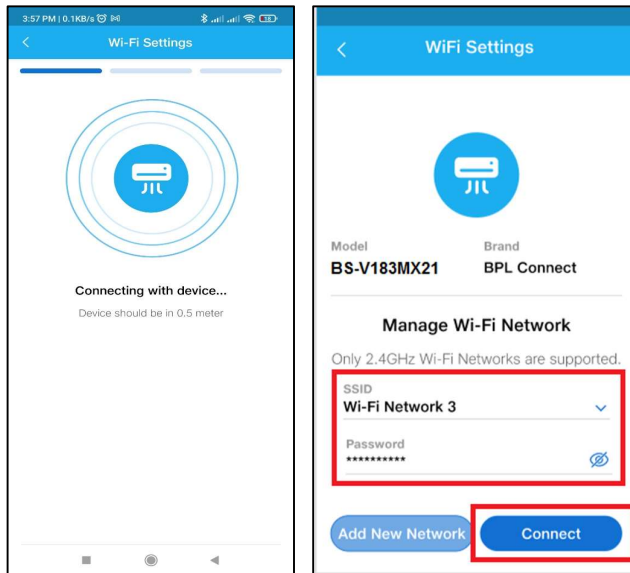 3:57 PM | 0.1KB/s
Wi-Fi Settings
Connecting with device...
Device should be in 0.5 meter
WiFi Settings
Model Brand
BS-V183MX21 BPL Connect
Manage Wi-Fi Network
Only 2.4GHz Wi-Fi Networks are supported.
SSID
Wi-Fi Network 3
Password
**********
Add New Network Connect